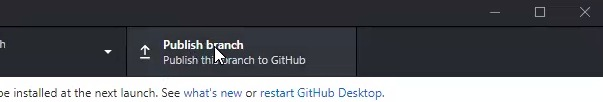 Publish branch
Publish this branch to GitHub
be installed at the next launch. See what's new or restart GitHub Desktop.